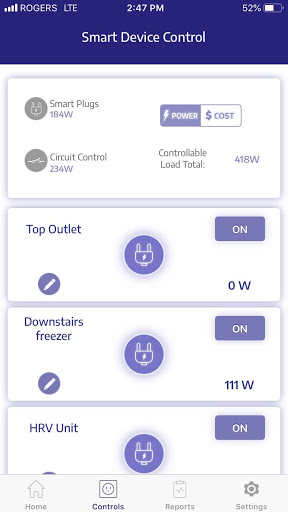 ROGERS LTE 2:47 PM 52%
Smart Device Control
Smart Plugs
184W
POWER $ COST
Circuit Control
234W
Controllable
Load Total:
418W
Top Outlet
ON
0 W
Downstairs
freezer
ON
111 W
HRV Unit
ON
Home Controls Reports Settings